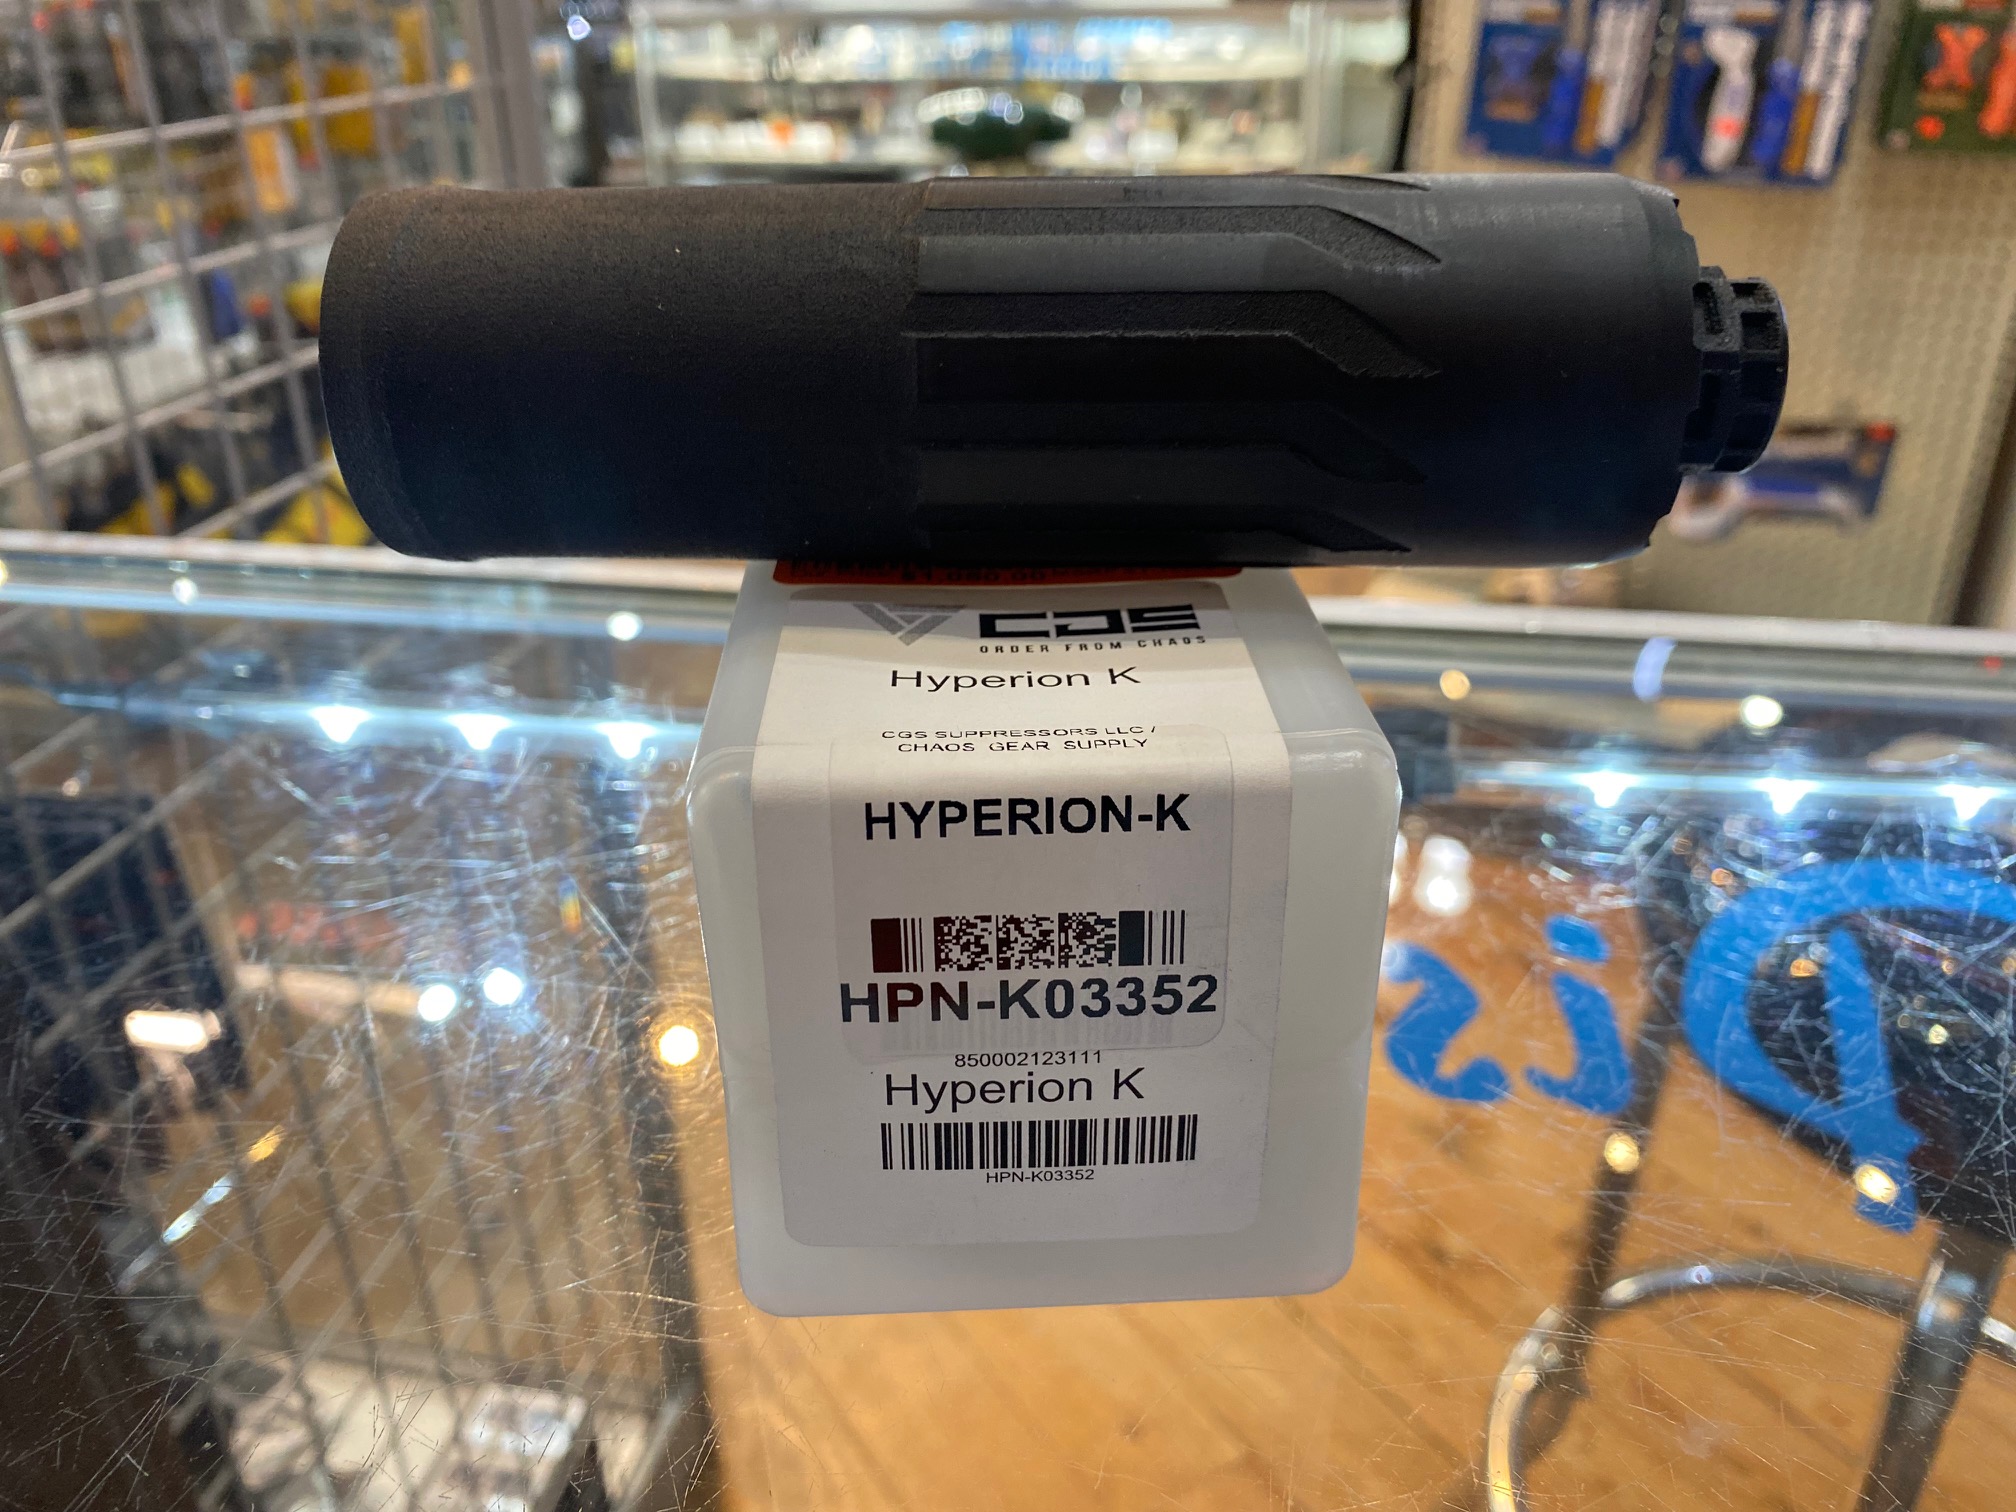 CGS
ORDER FROM CHAOS
Hyperion K
CGS SUPPRESSORS LLC /
CHAOS GEAR SUPPLY
HYPERION-K
HPN-K03352
850002123111
Hyperion K
HPN-K03352